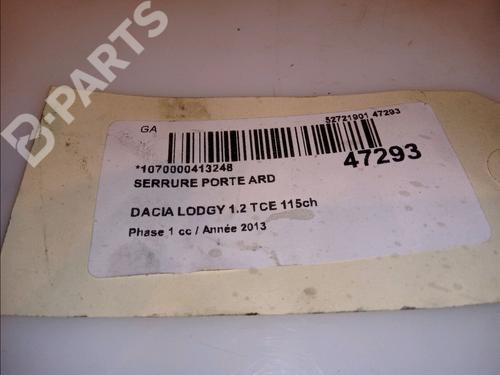 B-PARTS
GA
52721901 47293
*1070000413248
47293
SERRURE PORTE ARD
DACIA LODGY 1.2 TCE 115ch
Phase 1 cc / Année 2013